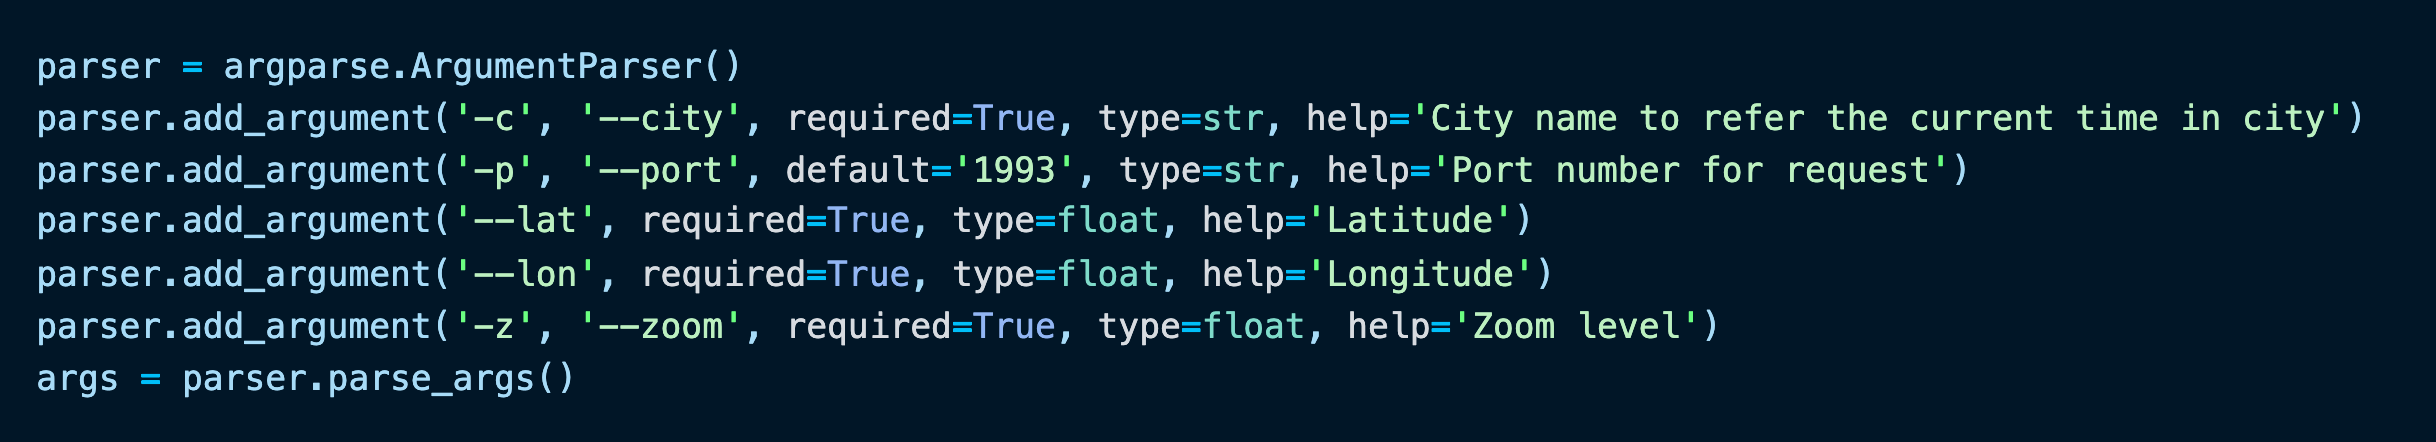 parser = argparse.ArgumentParser()
parser.add_argument('-c', '--city', required=True, type=str, help='City name to refer the current time in city')
parser.add_argument('-p', '--port', default='1993', type=str, help='Port number for request')
parser.add_argument('--lat', required=True, type=float, help='Latitude')
parser.add_argument('--lon', required=True, type=float, help='Longitude')
parser.add_argument('-z', '--zoom', required=True, type=float, help='Zoom level')
args = parser.parse_args()